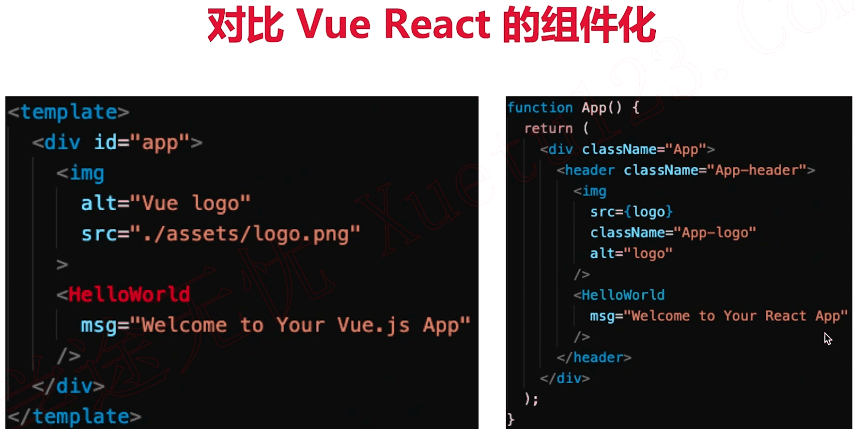 对比 Vue React 的组件化
<template>
<div id="app">
<img
alt="Vue logo"
src="./assets/logo.png"
>
<HelloWorld
msg="Welcome to Your Vue.js App"
/>
</div>
</template>
function App() {
return (
<div className="App">
<header className="App-header">
<img
src={logo}
className="App-logo"
alt="logo"
/>
<HelloWorld
msg="Welcome to Your React App"
/>
</header>
</div>
);
}